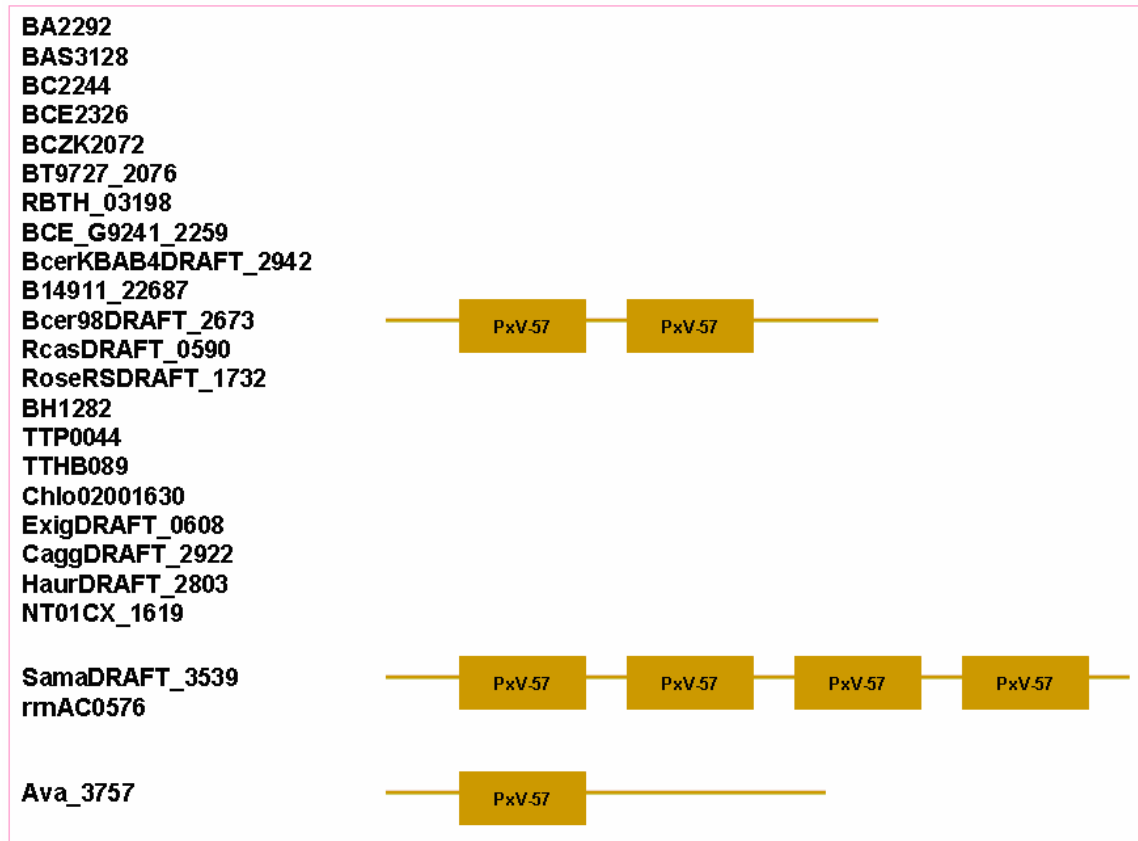 BA2292
BAS3128
BC2244
BCE2326
BCZK2072
BT9727_2076
RBTH_03198
BCE_G9241_2259
BcerKBAB4DRAFT_2942
B14911_22687
Bcer98DRAFT_2673 PxV-57 PxV-57
RcasDRAFT_0590
RoseRSDRAFT_1732
BH1282
TTP0044
TTHB089
Chlo02001630
ExigDRAFT_0608
CaggDRAFT_2922
HaurDRAFT_2803
NT01CX_1619
SamaDRAFT_3539 PxV-57 PxV-57 PxV-57 PxV-57
rrnAC0576
Ava_3757 PxV-57